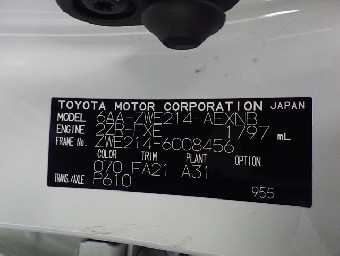 TOYOTA MOTOR CORPORATION JAPAN
MODEL 6AA-ZWE214-AEXNB
ENGINE 2ZR-FXE 1797 mL
FRAME No. ZWE214-6008456
COLOR TRIM PLANT OPTION
070 FA21 A31
TRANS./AXLE P610
955